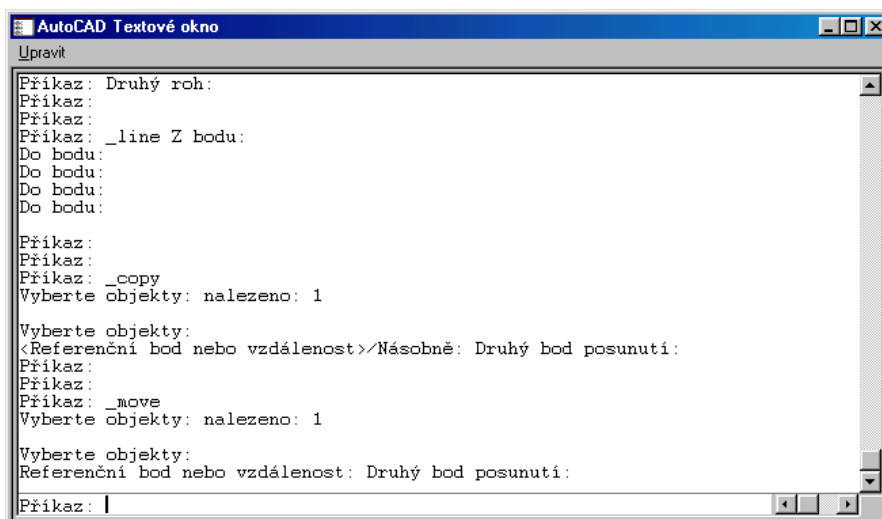 AutoCAD Textové okno
Upravit
Příkaz: Druhý roh:
Příkaz:
Příkaz:
Příkaz: _line Z bodu:
Do bodu:
Do bodu:
Do bodu:
Do bodu:
Příkaz:
Příkaz:
Příkaz: _copy
Vyberte objekty: nalezeno: 1
Vyberte objekty:
<Referenční bod nebo vzdálenost>/Násobně: Druhý bod posunutí:
Příkaz:
Příkaz:
Příkaz: _move
Vyberte objekty: nalezeno: 1
Vyberte objekty:
Referenční bod nebo vzdálenost: Druhý bod posunutí:
Příkaz: